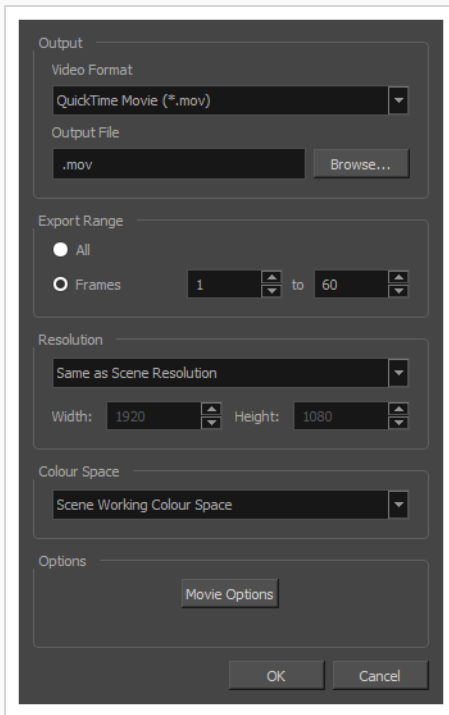 Output
Video Format
QuickTime Movie (*.mov)
Output File
.mov Browse...
Export Range
All
Frames 1 to 60
Resolution
Same as Scene Resolution
Width: 1920 Height: 1080
Colour Space
Scene Working Colour Space
Options
Movie Options
OK Cancel